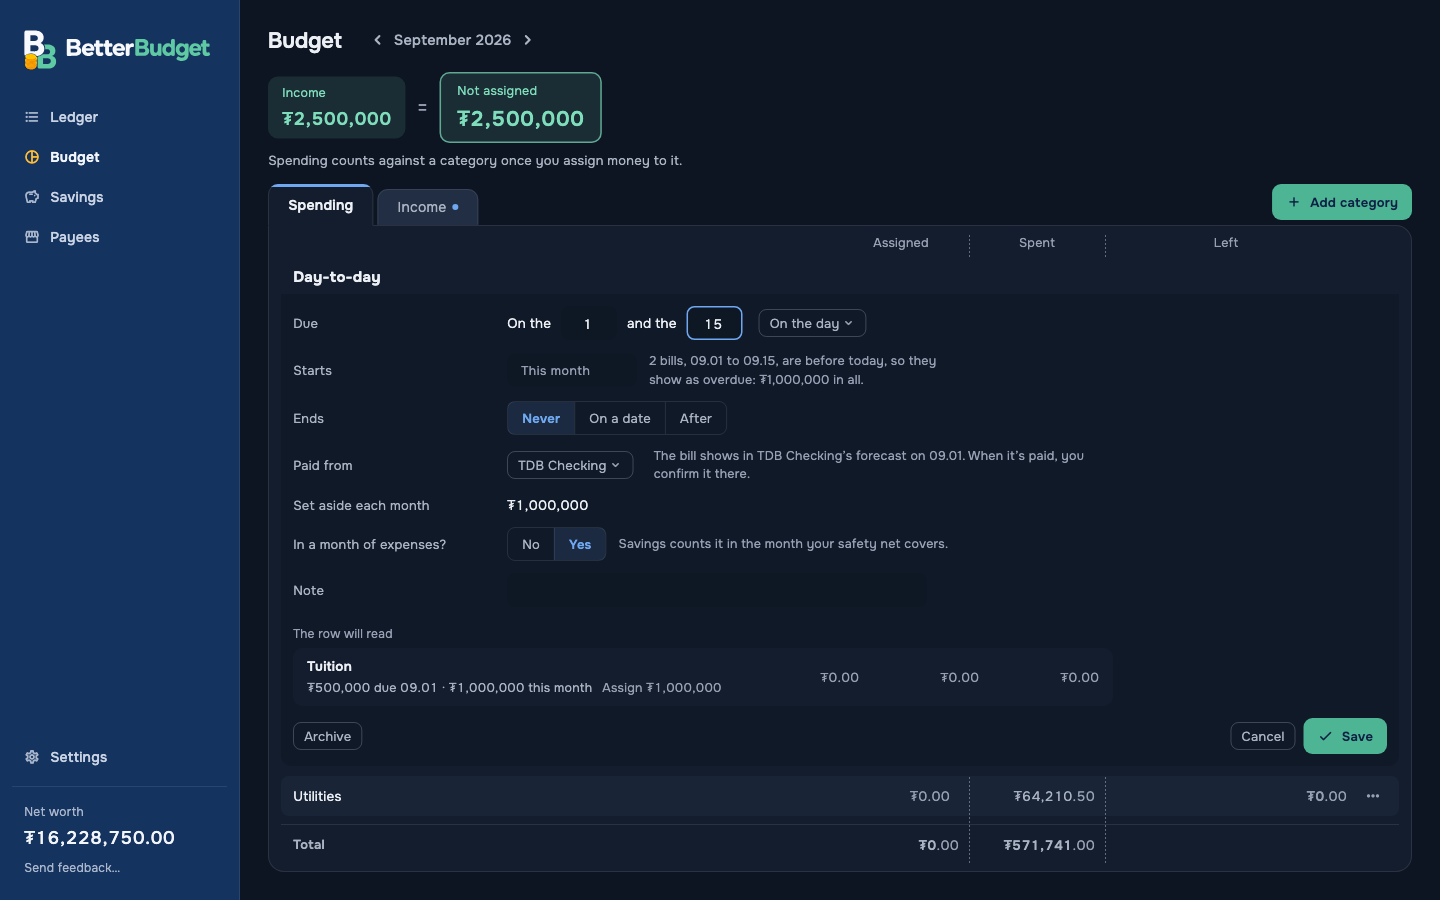 BetterBudget
Ledger
Budget
Savings
Payees
Settings
Net worth
₮16,228,750.00
Send feedback...
Budget
September 2026
Income
₮2,500,000
=
Not assigned
₮2,500,000
Spending counts against a category once you assign money to it.
Spending
Income
Add category
Assigned
Spent
Left
Day-to-day
Due
On the 1 and the 15 On the day
Starts
This month
2 bills, 09.01 to 09.15, are before today, so they
show as overdue: ₮1,000,000 in all.
Ends
Never
On a date
After
Paid from
TDB Checking
The bill shows in TDB Checking’s forecast on 09.01. When it’s paid, you
confirm it there.
Set aside each month
₮1,000,000
In a month of expenses?
No
Yes
Savings counts it in the month your safety net covers.
Note
The row will read
Tuition
₮500,000 due 09.01 · ₮1,000,000 this month Assign ₮1,000,000
₮0.00
₮0.00
₮0.00
Archive
Cancel
Save
Utilities
₮0.00
₮64,210.50
₮0.00
Total
₮0.00
₮571,741.00